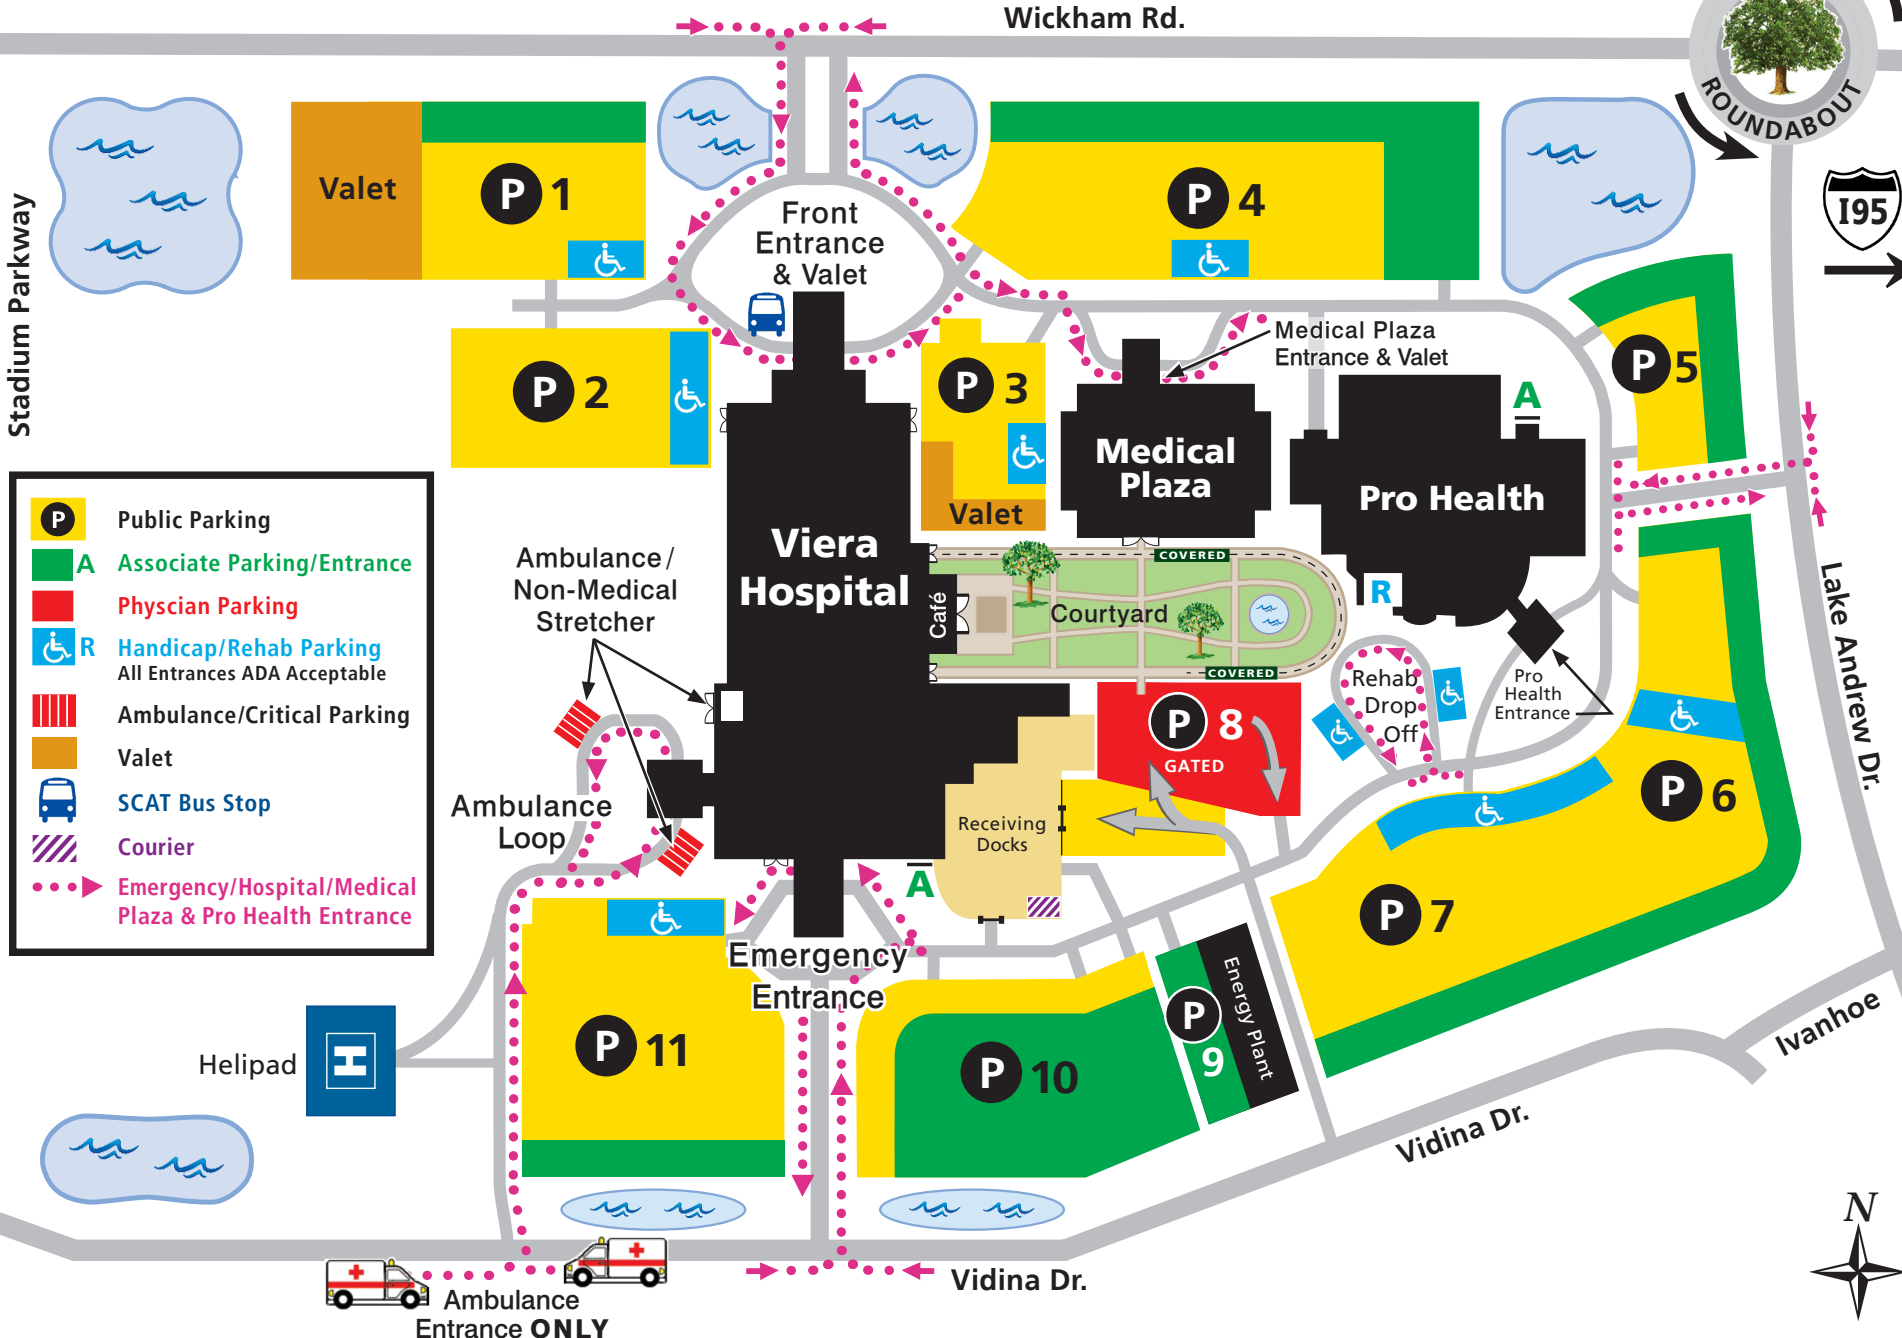 Wickham Rd.
ROUNDABOUT
Stadium Parkway
Valet
P 1
P 4
I95
Front
Entrance
& Valet
Medical Plaza
Entrance & Valet
P 2
P 3
P 5
A
Valet
Medical
Plaza
Pro Health
P Public Parking
A Associate Parking/Entrance
Physcian Parking
R Handicap/Rehab Parking
All Entrances ADA Acceptable
Ambulance/Critical Parking
Valet
SCAT Bus Stop
Courier
Emergency/Hospital/Medical
Plaza & Pro Health Entrance
Ambulance/
Non-Medical
Stretcher
Viera
Hospital
Café
COVERED
Courtyard
COVERED
R
Lake Andrew Dr.
Rehab
Drop
Off
Pro
Health
Entrance
P 8
GATED
P 6
Ambulance
Loop
Receiving
Docks
A
P 7
Emergency
Entrance
Energy Plant
P
9
Helipad
H
P 11
P 10
Ivanhoe
Vidina Dr.
N
Vidina Dr.
Ambulance
Entrance ONLY